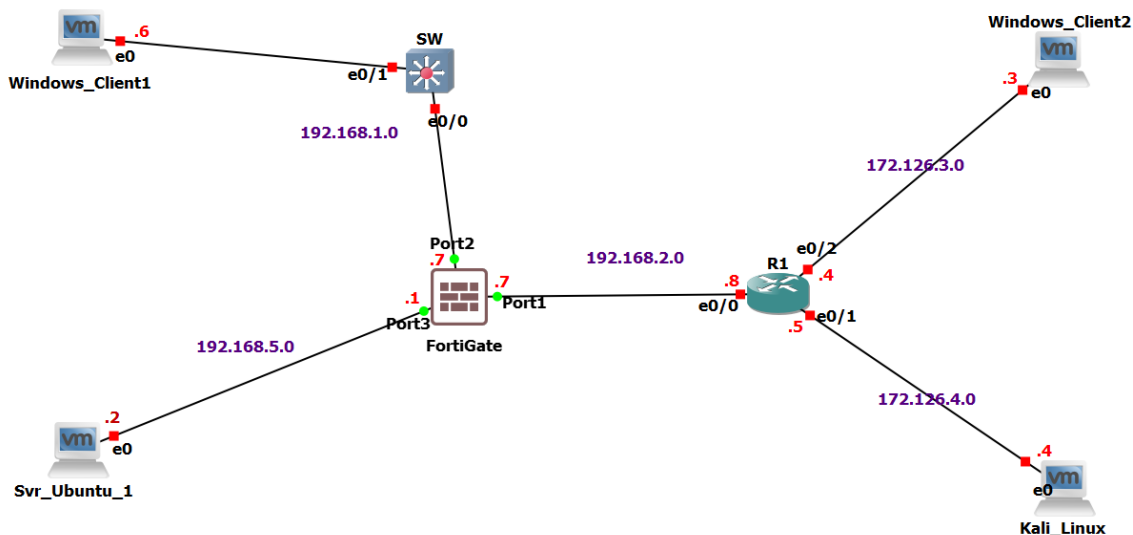 Windows_Client2
.6
SW
vm
e0
e0/1
vm
.3
e0
Windows_Client1
e0/0
192.168.1.0
172.126.3.0
Port2
.7
192.168.2.0
e0/2
R1
.7
.8
.4
.1
Port1
e0/0
Port3
.5
e0/1
FortiGate
192.168.5.0
172.126.4.0
.2
vm
e0
.4
vm
e0
Svr_Ubuntu_1
Kali_Linux